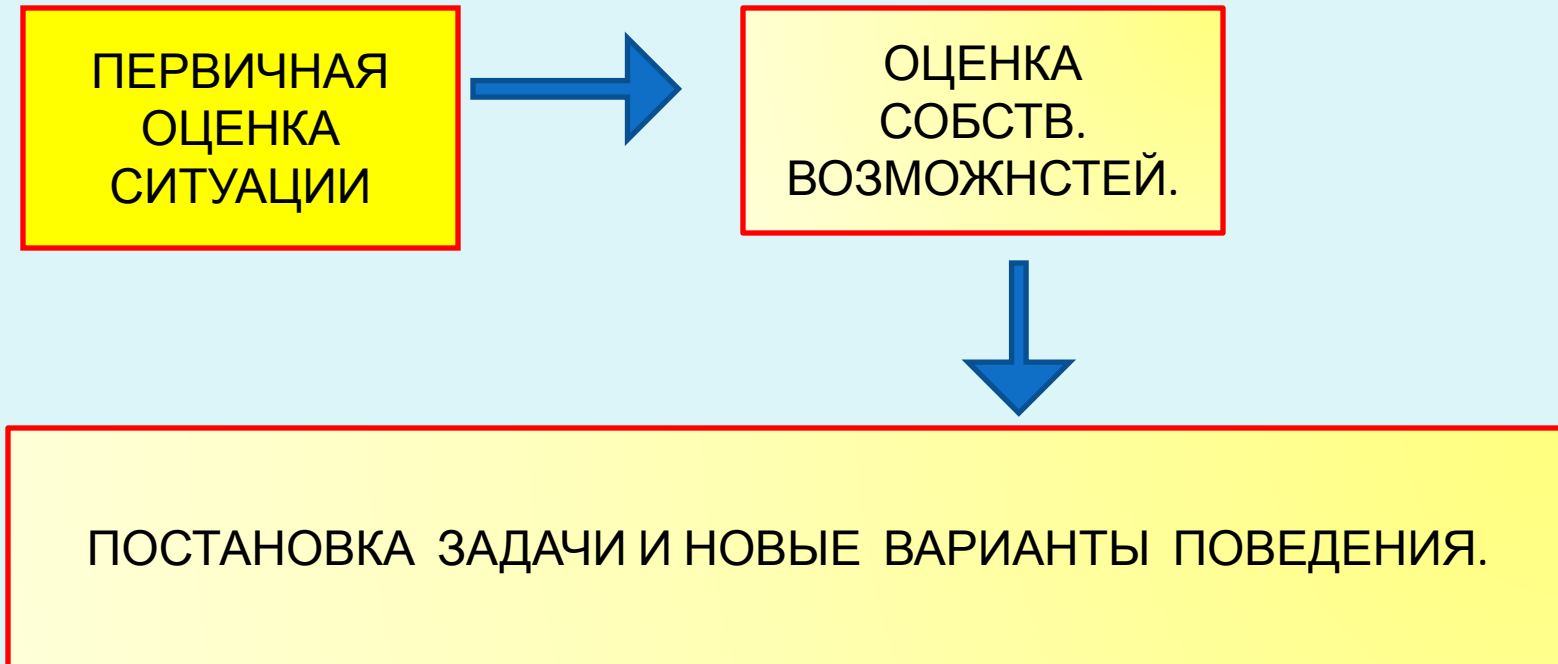 ПЕРВИЧНАЯ
ОЦЕНКА
СИТУАЦИИ
ОЦЕНКА
СОБСТВ.
ВОЗМОЖНСТЕЙ.
ПОСТАНОВКА ЗАДАЧИ И НОВЫЕ ВАРИАНТЫ ПОВЕДЕНИЯ.